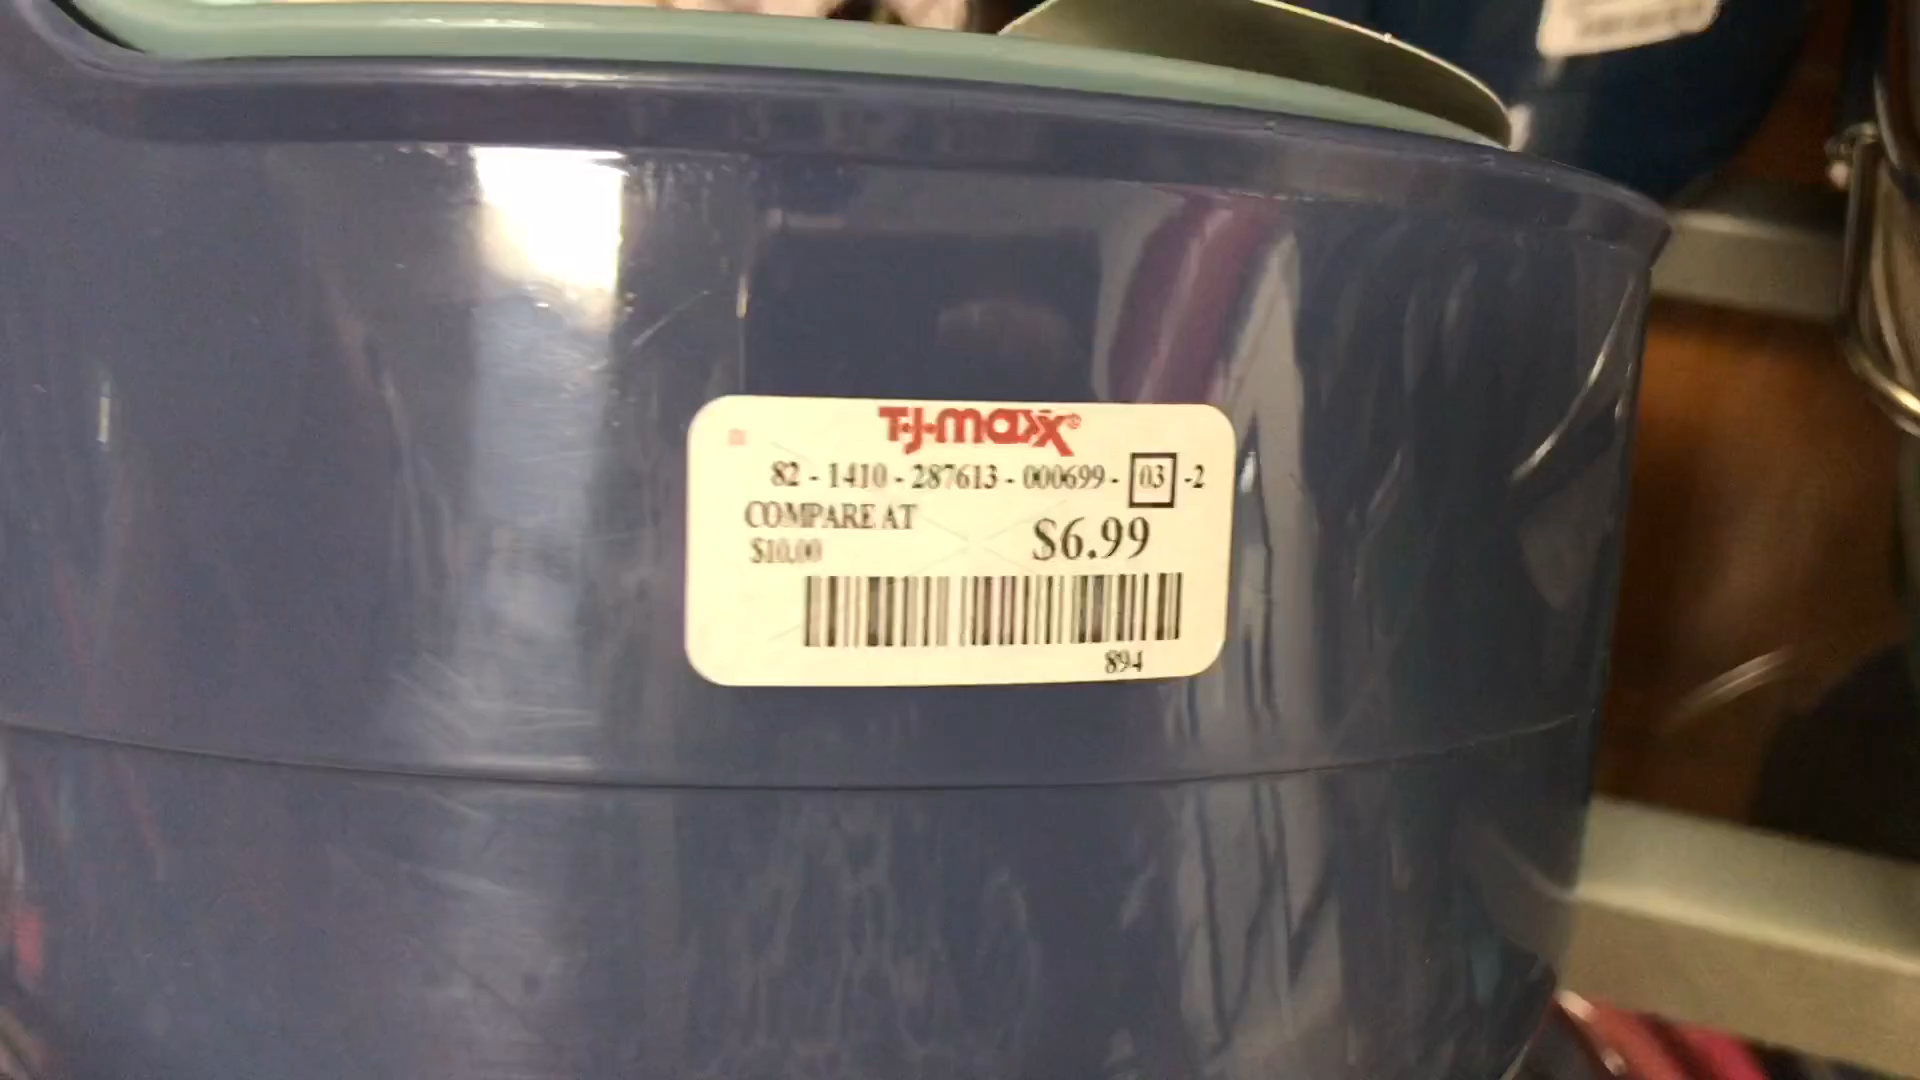 T·J·maxx®
82 - 1410 - 287613 - 000699 - 03 -2
COMPARE AT
$10.00
$6.99
894